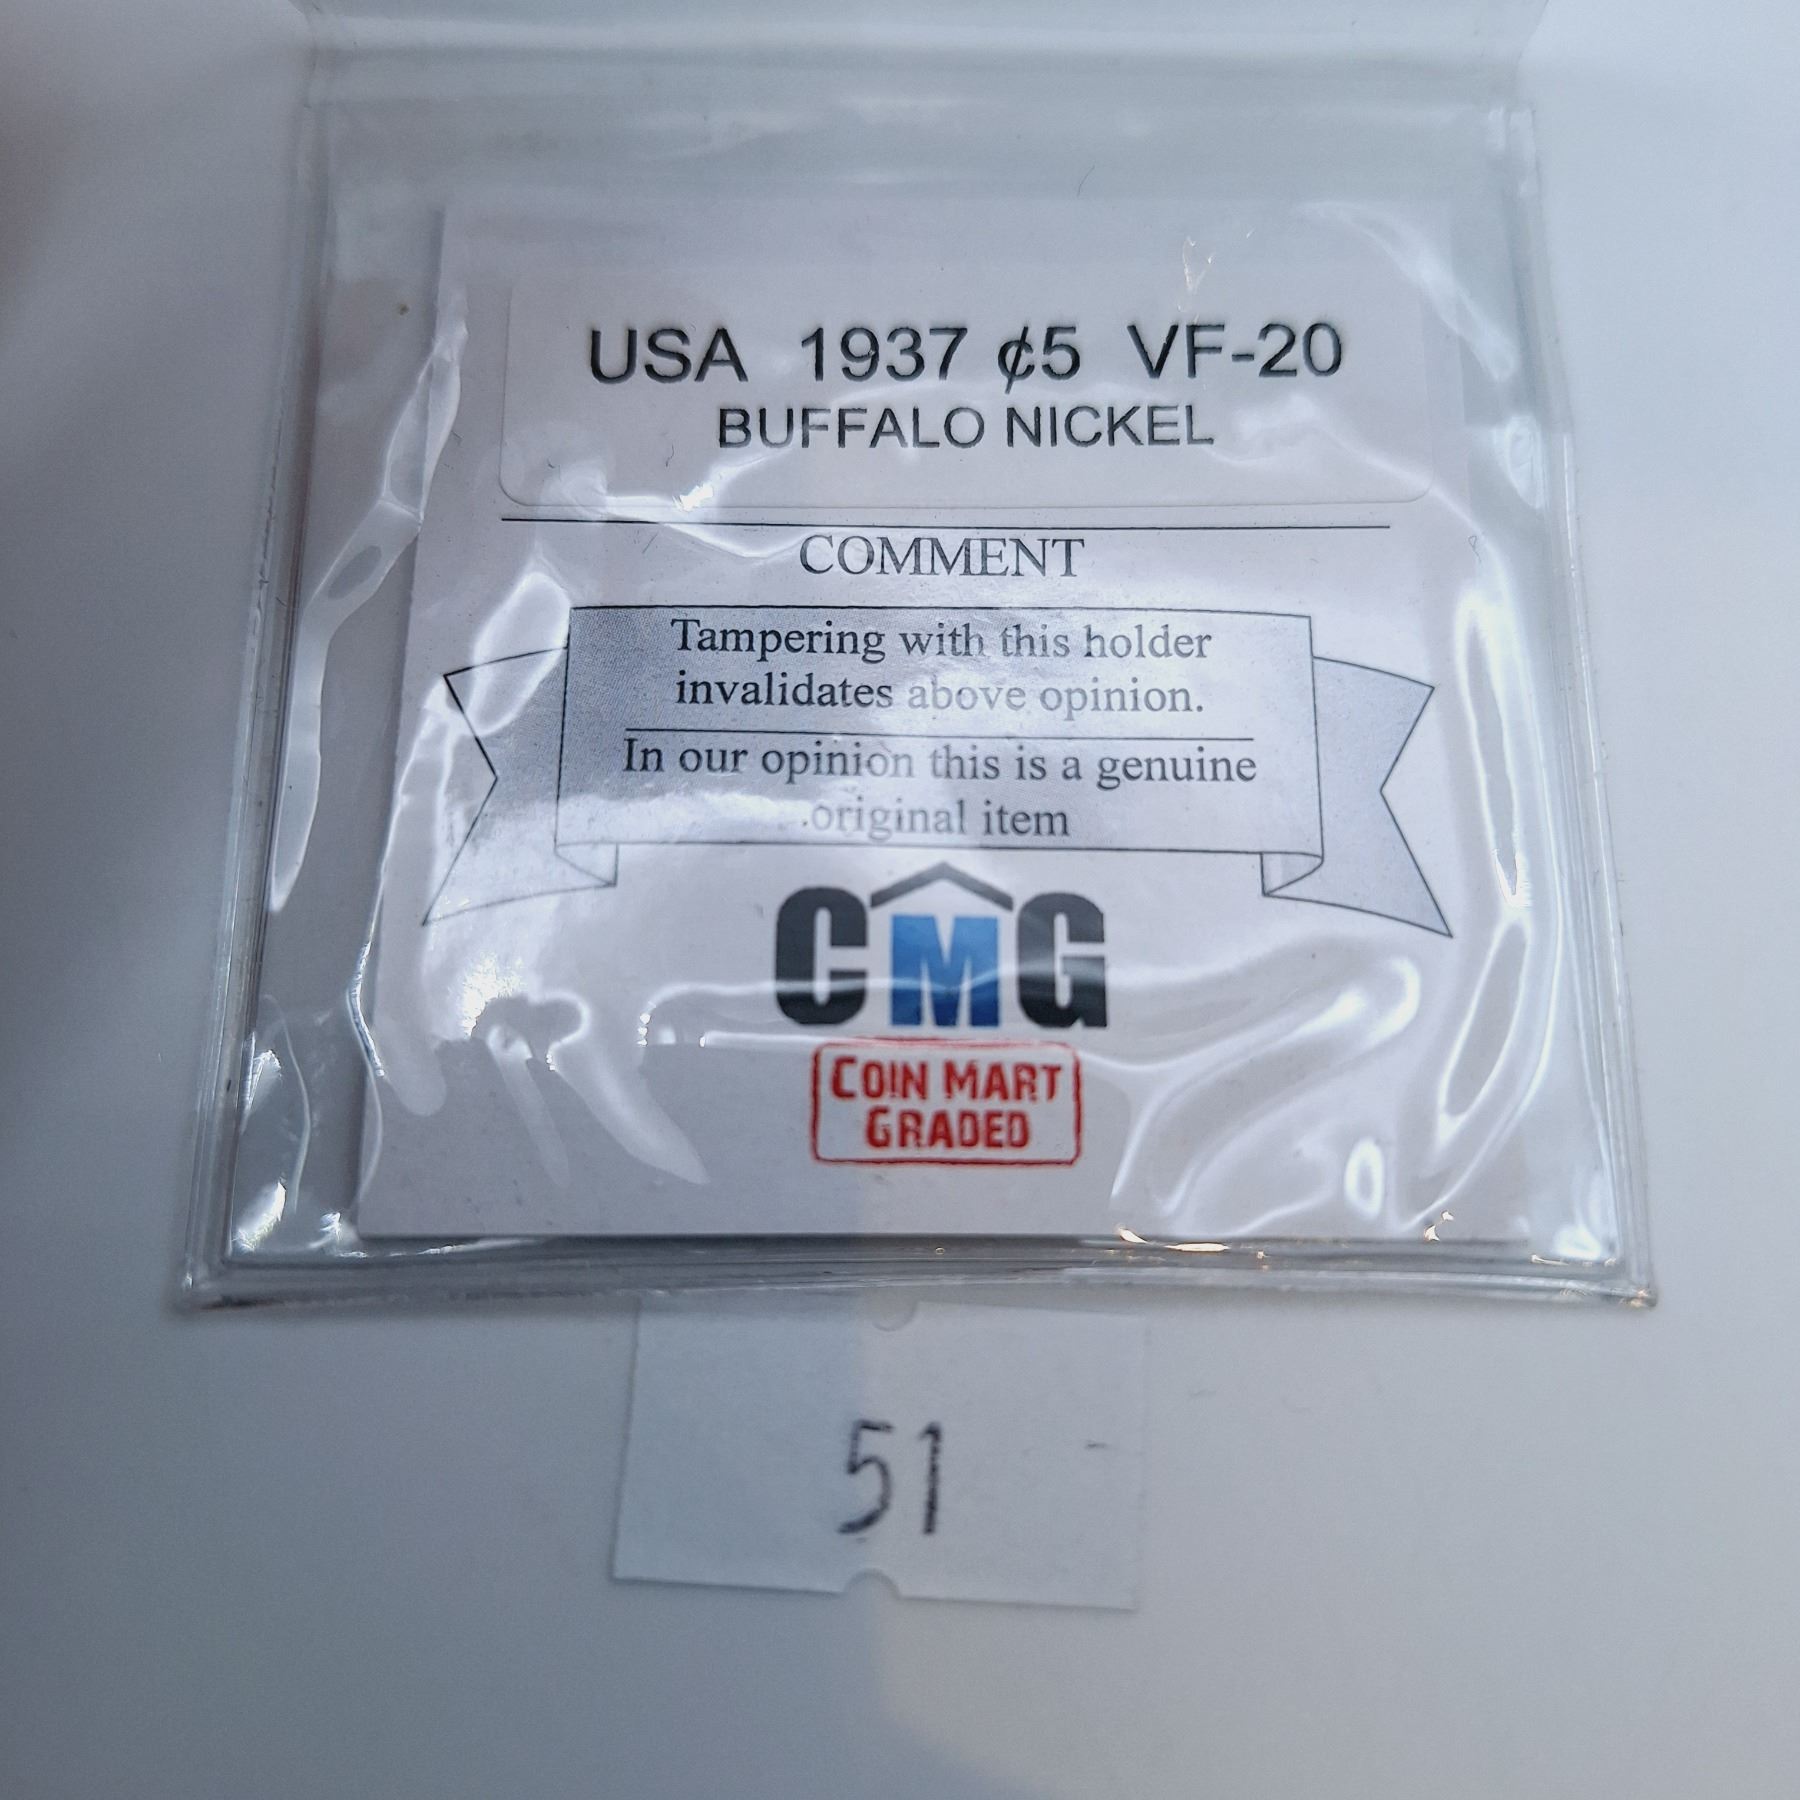 USA 1937 ¢5 VF-20
BUFFALO NICKEL
COMMENT
Tampering with this holder
invalidates above opinion.
In our opinion this is a genuine
.original item
CMG
COIN MART
GRADED
51